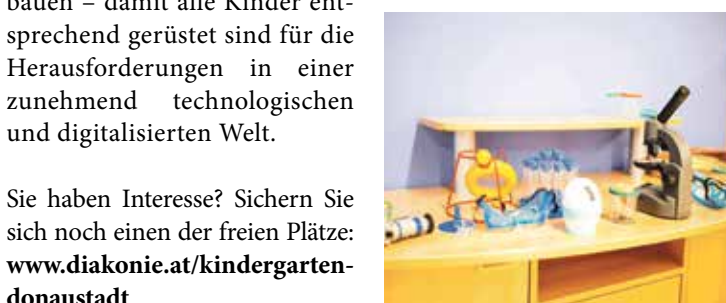 bauen – damit alle Kinder ent-
sprechend gerüstet sind für die
Herausforderungen in einer
zunehmend technologischen
und digitalisierten Welt.
Sie haben Interesse? Sichern Sie
sich noch einen der freien Plätze:
www.diakonie.at/kindergarten-
donaustadt